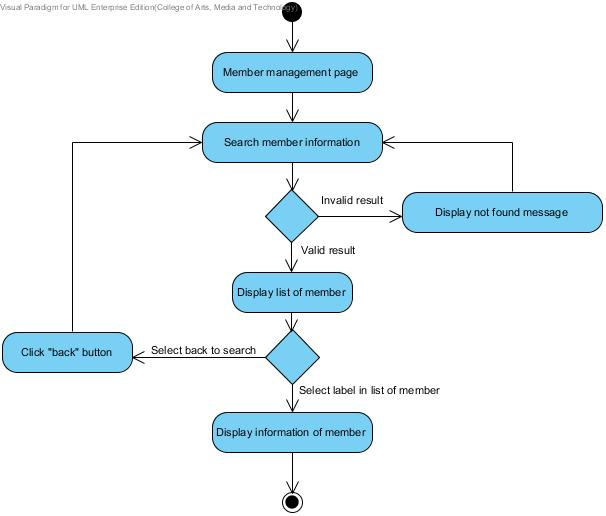 Visual Paradigm for UML Enterprise Edition(College of Arts, Media and Technology)
Member management page
Search member information
Invalid result
Display not found message
Valid result
Display list of member
Click "back" button
Select back to search
Select label in list of member
Display information of member